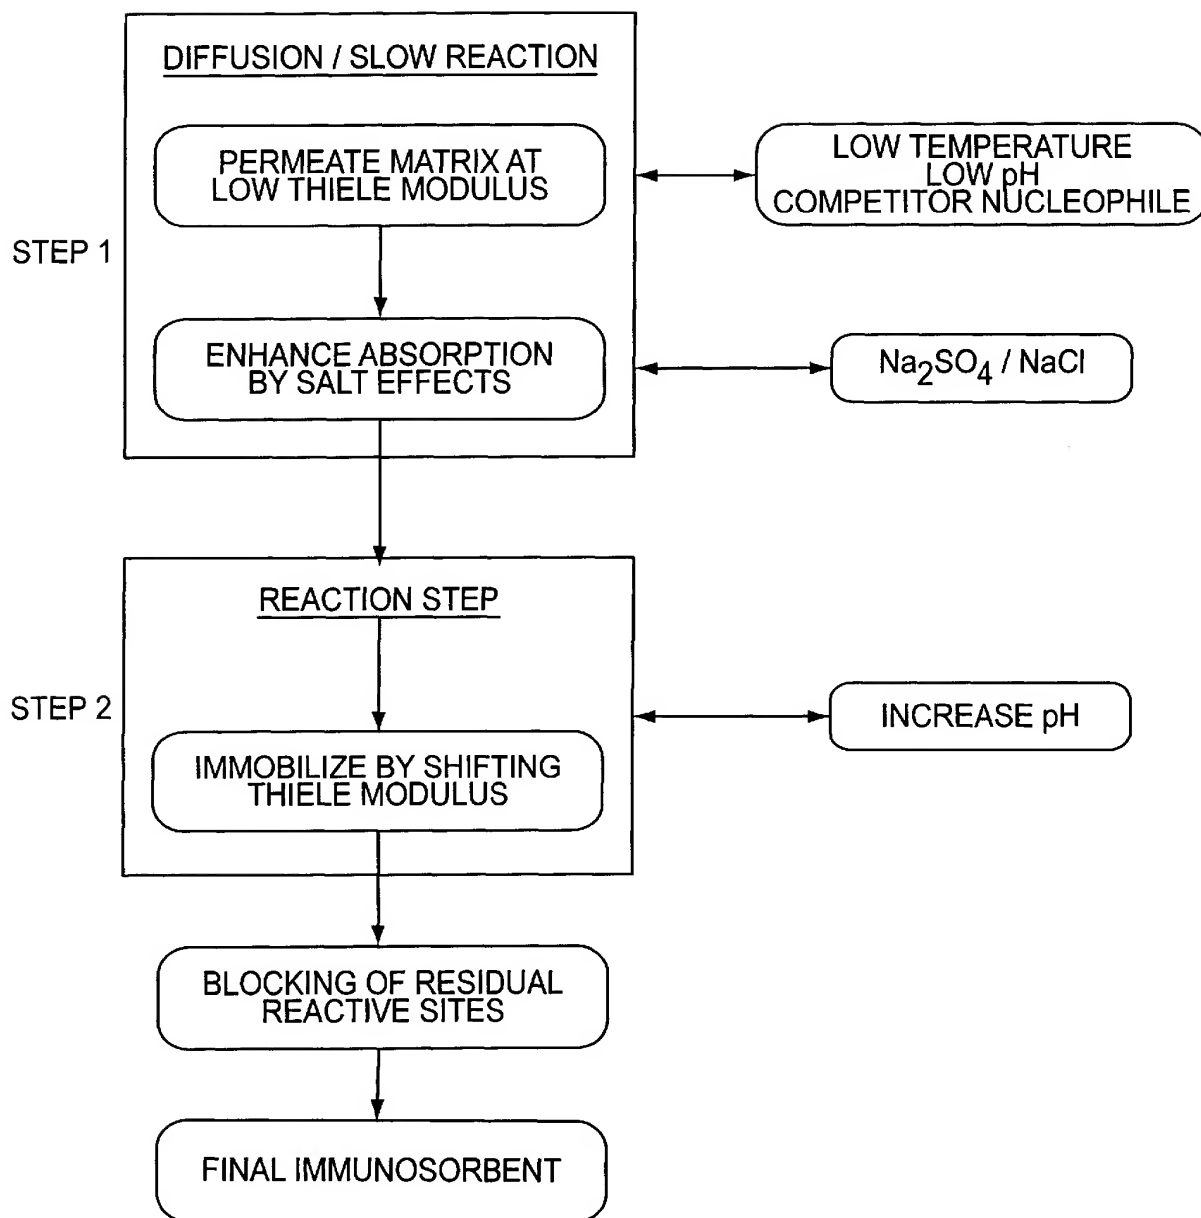 DIFFUSION / SLOW REACTION
PERMEATE MATRIX AT
LOW THIELE MODULUS
LOW TEMPERATURE
LOW pH
COMPETITOR NUCLEOPHILE
STEP 1
ENHANCE ABSORPTION
BY SALT EFFECTS
Na2SO4 / NaCl
REACTION STEP
STEP 2
INCREASE pH
IMMOBILIZE BY SHIFTING
THIELE MODULUS
BLOCKING OF RESIDUAL
REACTIVE SITES
FINAL IMMUNOSORBENT